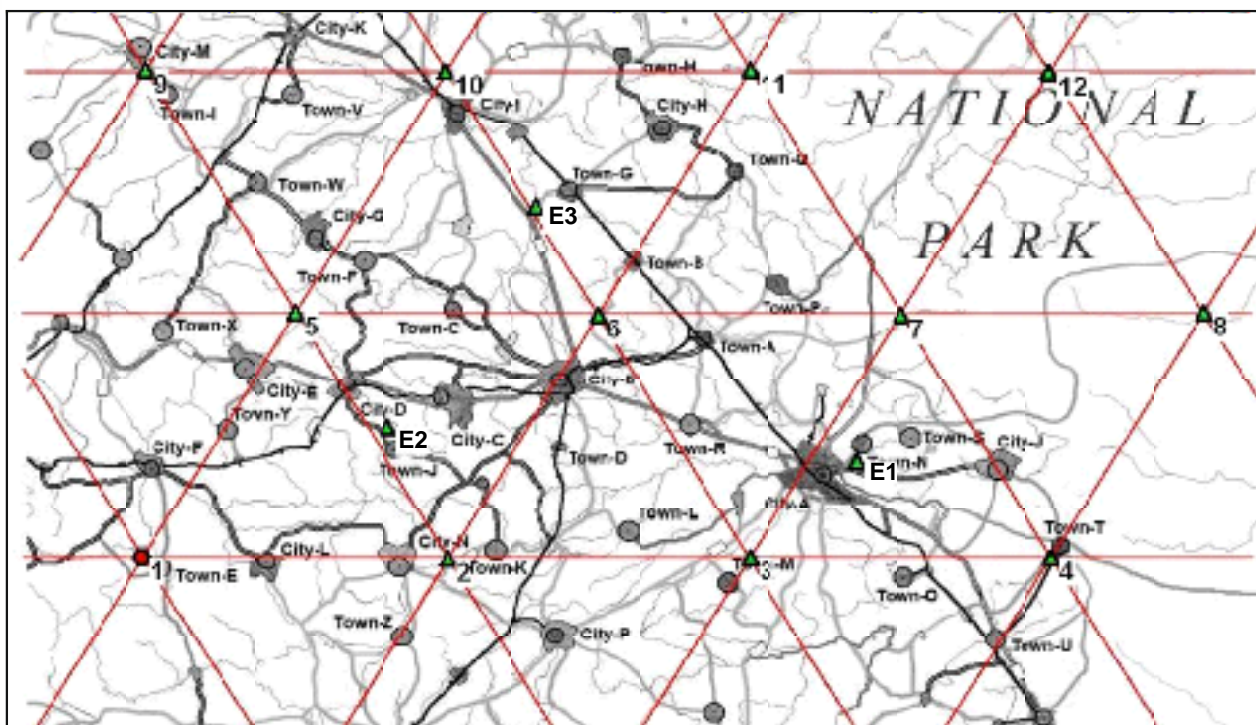 City-K
City-M
9
10
11
12
Town-H
Town-I
Town-V
City-I
City-H
NATIONAL
Town-W
Town-G
City-G
E3
PARK
Town-F
Town-B
Town-C
Town-X
5
6
7
8
Town-A
City-E
Town-Y
City-D
E2
City-C
Town-R
City-F
Town-J
Town-D
Town-S
City-J
Town-N
E1
City-A
Town-L
Town-T
City-L
City-N
1
Town-E
2
Town-K
3
Town-M
4
Town-O
Town-Z
City-P
Town-U